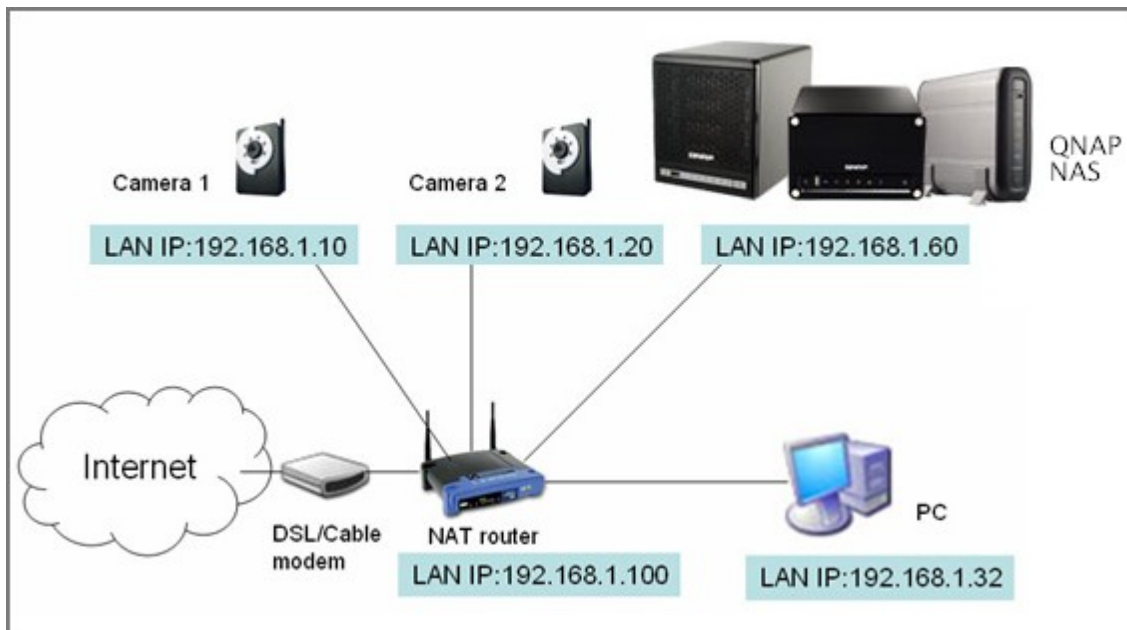 QNAP
NAS
Camera 1
Camera 2
LAN IP:192.168.1.10
LAN IP:192.168.1.20
LAN IP:192.168.1.60
Internet
DSL/Cable
modem
NAT router
PC
LAN IP:192.168.1.100
LAN IP:192.168.1.32